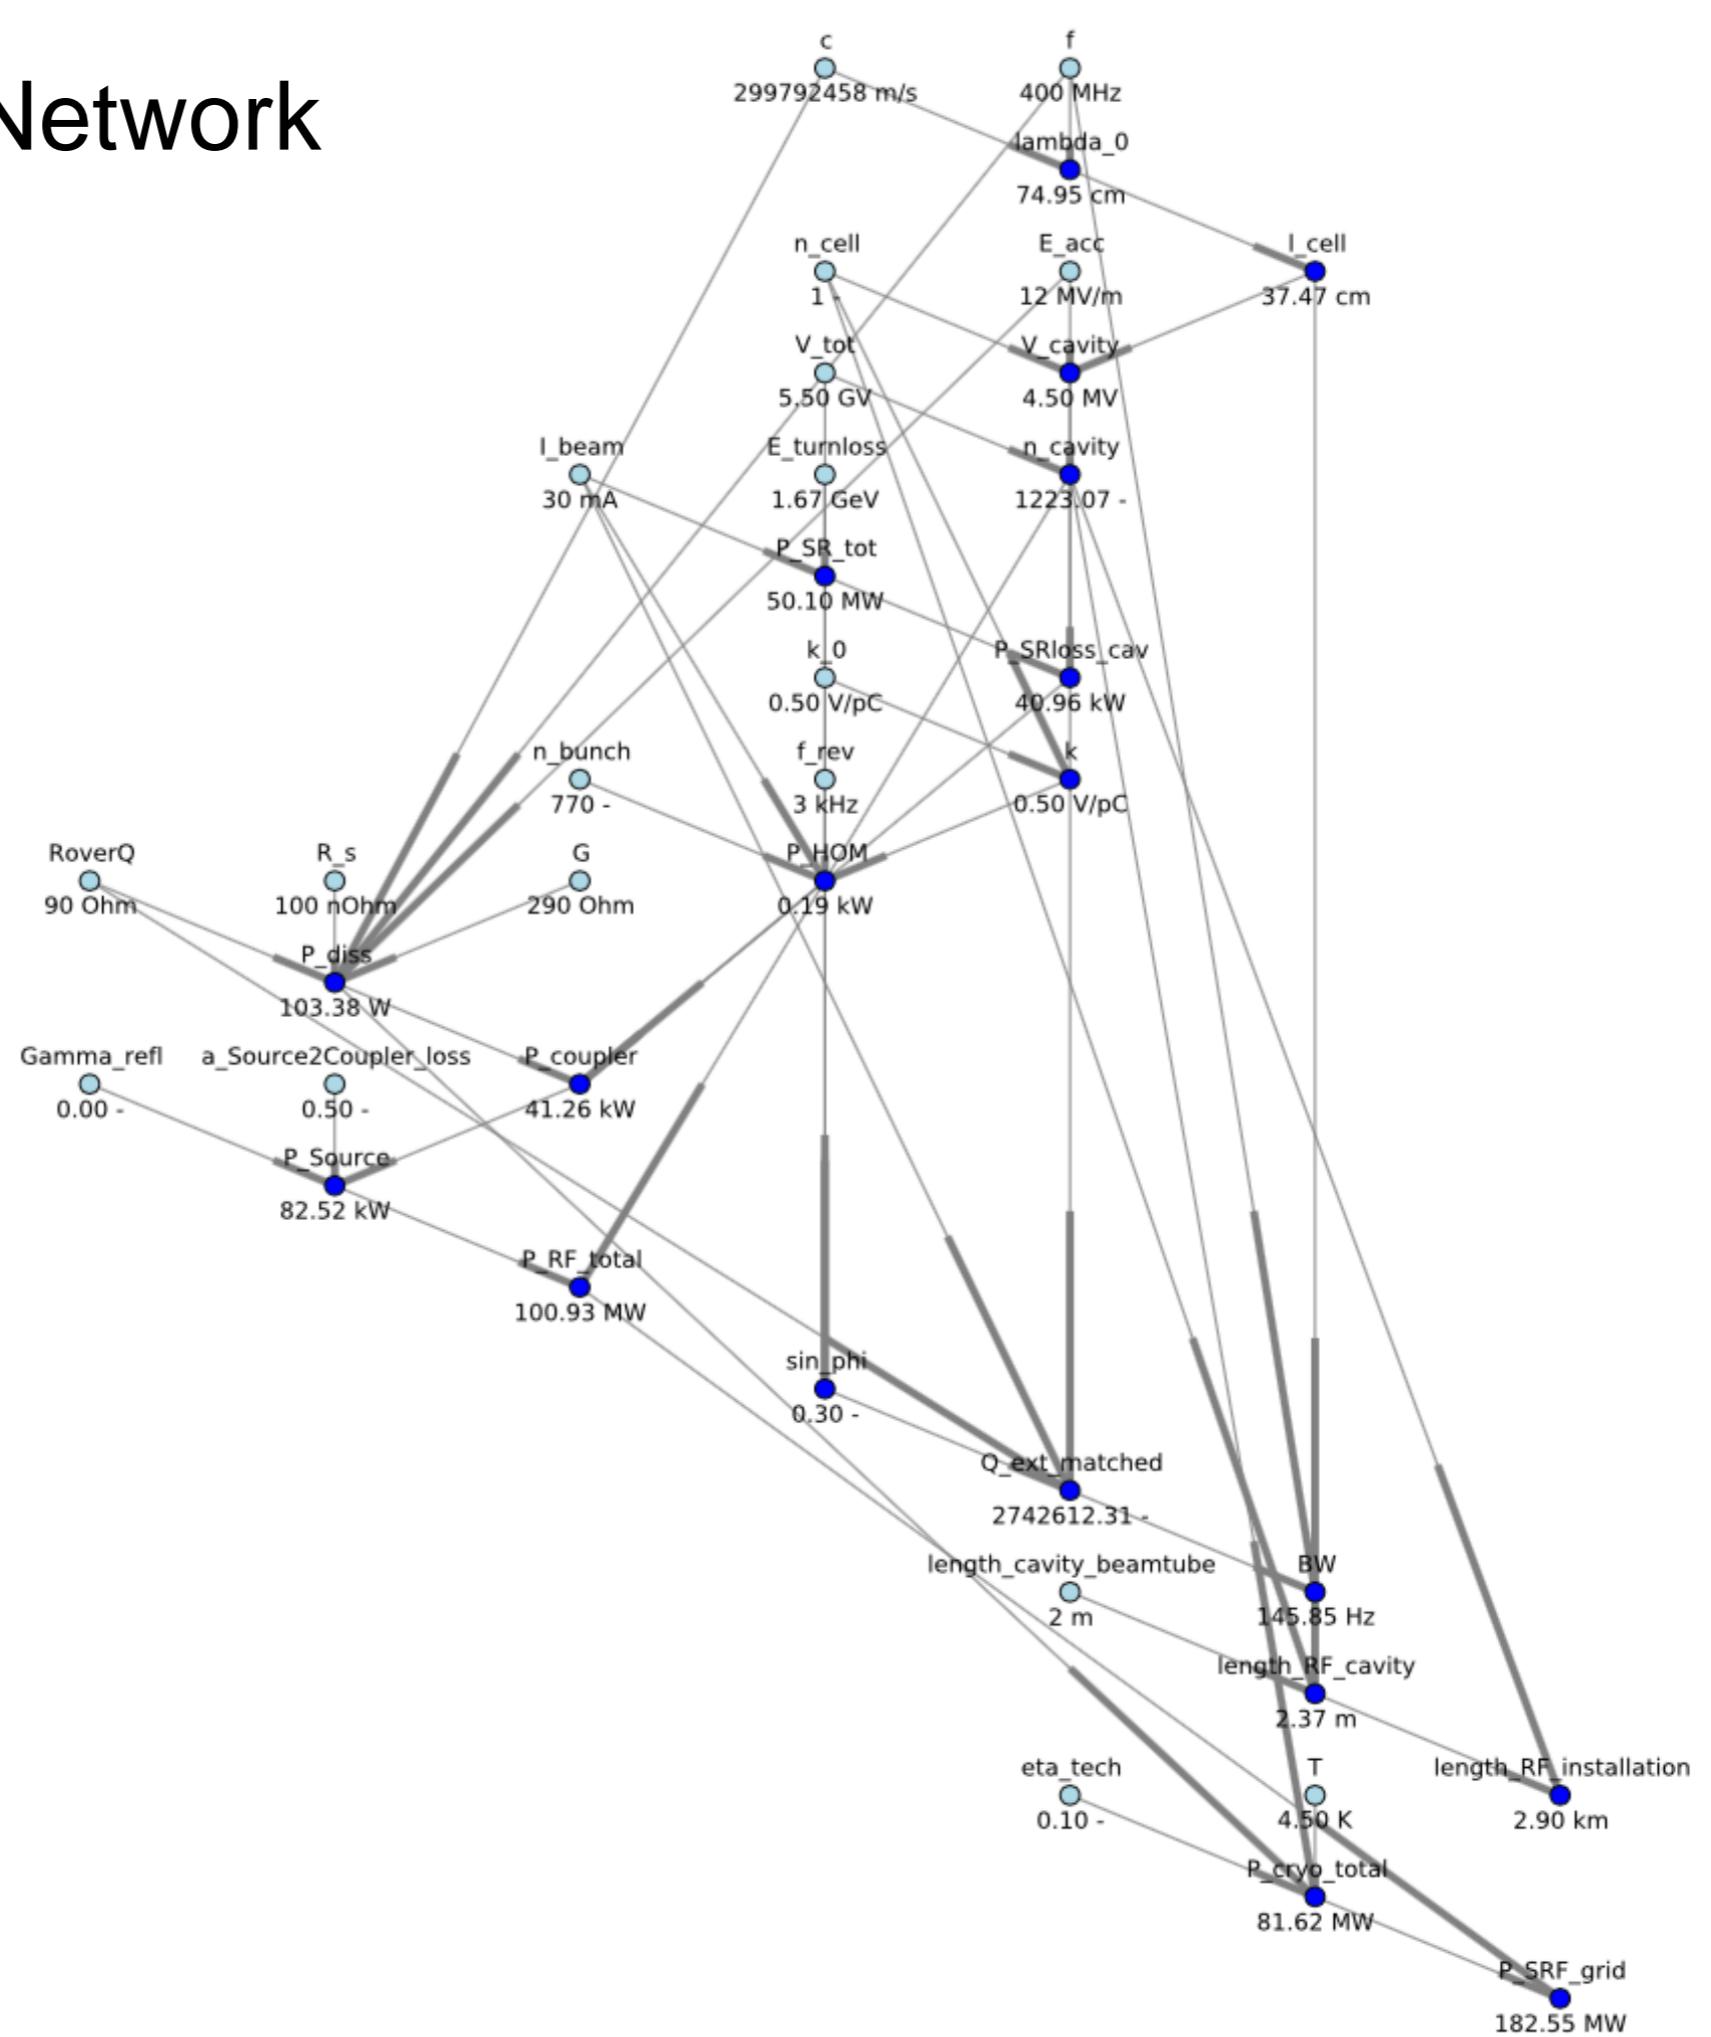 Network
c
f
299792458 m/s
400 MHz
lambda_0
74.95 cm
n_cell
E_acc
l_cell
1 -
12 MV/m
37.47 cm
V_tot
V_cavity
5.50 GV
4.50 MV
I_beam
E_turnloss
n_cavity
30 mA
1.67 GeV
1223.07 -
P_SR_tot
50.10 MW
k_0
P_SRloss_cav
0.50 V/pC
40.96 kW
n_bunch
f_rev
k
770 -
3 kHz
0.50 V/pC
RoverQ
R_s
G
P_HOM
90 Ohm
100 nOhm
290 Ohm
0.19 kW
P_diss
103.38 W
Gamma_refl
a_Source2Coupler_loss
P_coupler
0.00 -
0.50 -
41.26 kW
P_Source
82.52 kW
P_RF_total
100.93 MW
sin_phi
0.30 -
Q_ext_matched
2742612.31 -
length_cavity_beamtube
BW
2 m
145.85 Hz
length_RF_cavity
2.37 m
eta_tech
T
length_RF_installation
0.10 -
4.50 K
2.90 km
P_cryo_total
81.62 MW
P_SRF_grid
182.55 MW